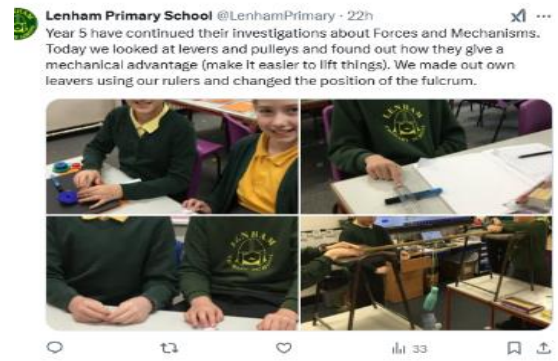 Lenham Primary School @LenhamPrimary · 22h
Year 5 have continued their investigations about Forces and Mechanisms.
Today we looked at levers and pulleys and found out how they give a
mechanical advantage (make it easier to lift things). We made out own
leavers using our rulers and changed the position of the fulcrum.
LENHAM
LENHAM
33